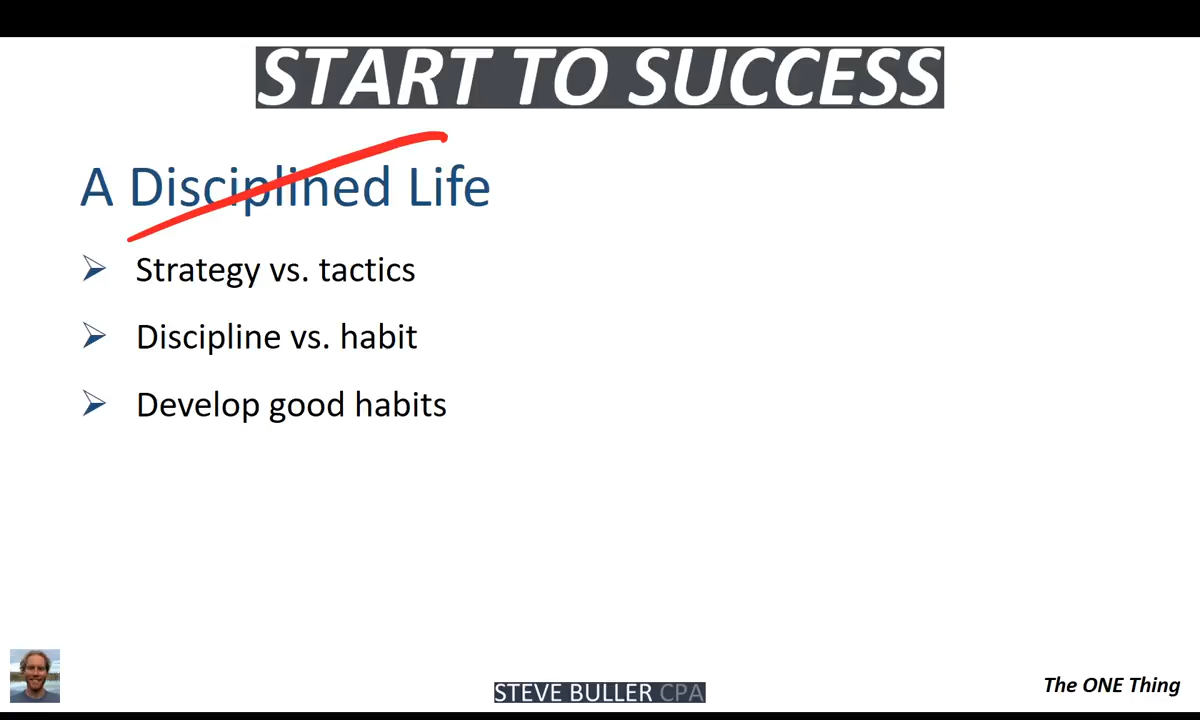 START TO SUCCESS
A Disciplined Life
Strategy vs. tactics
Discipline vs. habit
Develop good habits
STEVE BULLER CPA
The ONE Thing